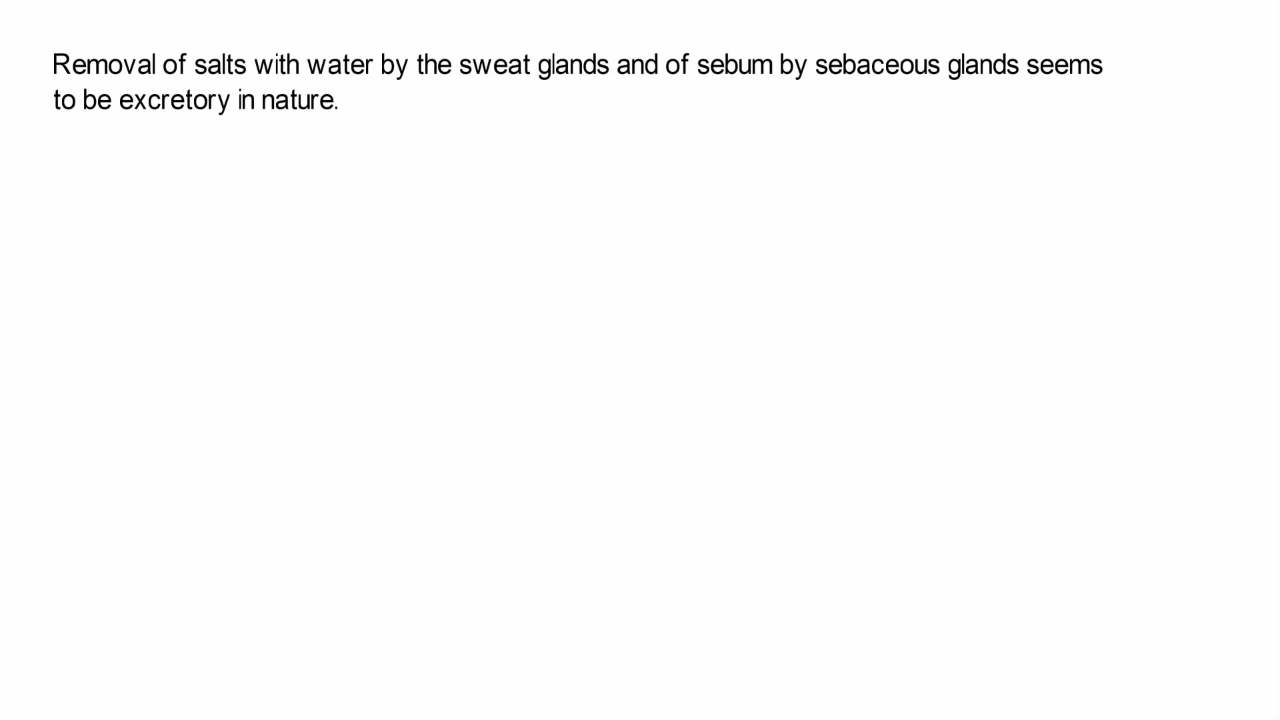 Removal of salts with water by the sweat glands and of sebum by sebaceous glands seems
to be excretory in nature.